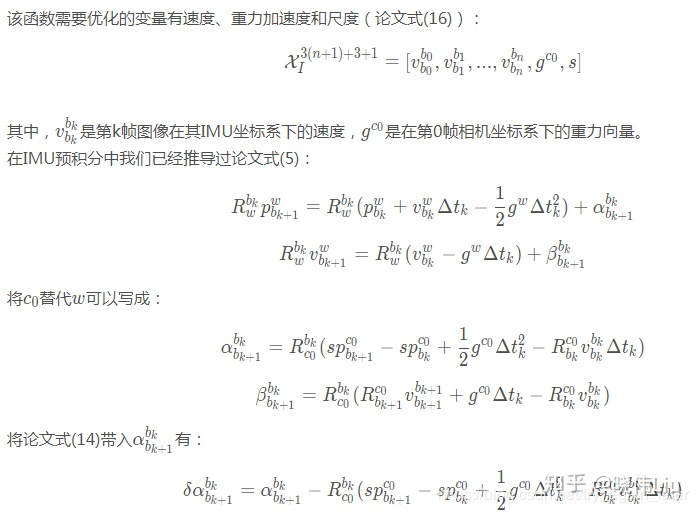 该函数需要优化的变量有速度、重力加速度和尺度（论文式(16)）：
$\mathcal{X}_I^{3(n+1)+3+1} = [v_{b_0}^{b_0}, v_{b_1}^{b_1}, ..., v_{b_n}^{b_n}, g^{c_0}, s]$
其中，$v_{b_k}^{b_k}$是第k帧图像在其IMU坐标系下的速度，$g^{c_0}$是在第0帧相机坐标系下的重力向量。
在IMU预积分中我们已经推导过论文式(5)：
$R_w^{b_k} p_{b_{k+1}}^w = R_w^{b_k}(p_{b_k}^w + v_{b_k}^w \Delta t_k - \frac{1}{2} g^w \Delta t_k^2) + \alpha_{b_{k+1}}^{b_k}$
$R_w^{b_k} v_{b_{k+1}}^w = R_w^{b_k}(v_{b_k}^w - g^w \Delta t_k) + \beta_{b_{k+1}}^{b_k}$
将$c_0$替代$w$可以写成：
$\alpha_{b_{k+1}}^{b_k} = R_{c_0}^{b_k}(sp_{b_{k+1}}^{c_0} - sp_{b_k}^{c_0} + \frac{1}{2} g^{c_0} \Delta t_k^2 - R_{b_k}^{c_0} v_{b_k}^{b_k} \Delta t_k)$
$\beta_{b_{k+1}}^{b_k} = R_{c_0}^{b_k}(R_{b_{k+1}}^{c_0} v_{b_{k+1}}^{b_{k+1}} + g^{c_0} \Delta t_k - R_{b_k}^{c_0} v_{b_k}^{b_k})$
将论文式(14)带入$\alpha_{b_{k+1}}^{b_k}$有：
$\delta\alpha_{b_{k+1}}^{b_k} = \alpha_{b_{k+1}}^{b_k} - R_{c_0}^{b_k}(sp_{b_{k+1}}^{c_0} - sp_{b_k}^{c_0} + \frac{1}{2} g^{c_0} \Delta t_k^2 - R_{b_k}^{c_0} v_{b_k}^{b_k} \Delta t_k)$
知乎